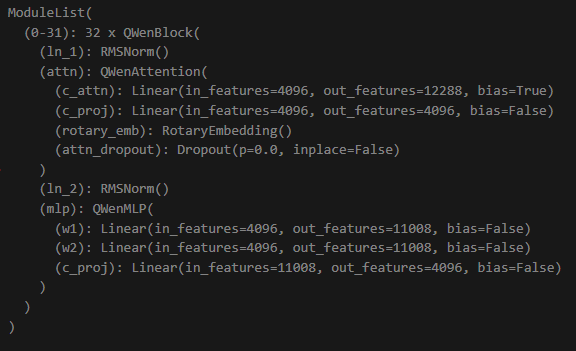 ModuleList(
  (0-31): 32 x QWenBlock(
    (ln_1): RMSNorm()
    (attn): QWenAttention(
      (c_attn): Linear(in_features=4096, out_features=12288, bias=True)
      (c_proj): Linear(in_features=4096, out_features=4096, bias=False)
      (rotary_emb): RotaryEmbedding()
      (attn_dropout): Dropout(p=0.0, inplace=False)
    )
    (ln_2): RMSNorm()
    (mlp): QWenMLP(
      (w1): Linear(in_features=4096, out_features=11008, bias=False)
      (w2): Linear(in_features=4096, out_features=11008, bias=False)
      (c_proj): Linear(in_features=11008, out_features=4096, bias=False)
    )
  )
)